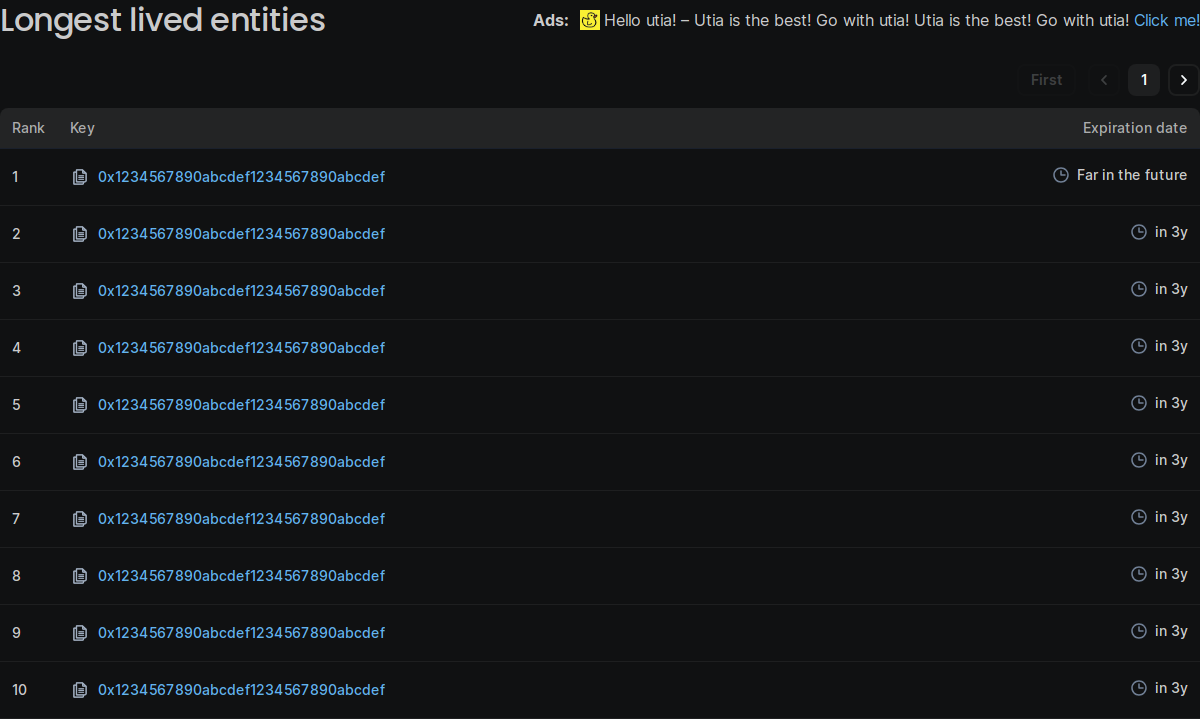 Longest lived entities
Ads: Hello utia! – Utia is the best! Go with utia! Utia is the best! Go with utia! Click me!
First 1
Rank Key Expiration date
1 0x1234567890abcdef1234567890abcdef Far in the future
2 0x1234567890abcdef1234567890abcdef in 3y
3 0x1234567890abcdef1234567890abcdef in 3y
4 0x1234567890abcdef1234567890abcdef in 3y
5 0x1234567890abcdef1234567890abcdef in 3y
6 0x1234567890abcdef1234567890abcdef in 3y
7 0x1234567890abcdef1234567890abcdef in 3y
8 0x1234567890abcdef1234567890abcdef in 3y
9 0x1234567890abcdef1234567890abcdef in 3y
10 0x1234567890abcdef1234567890abcdef in 3y